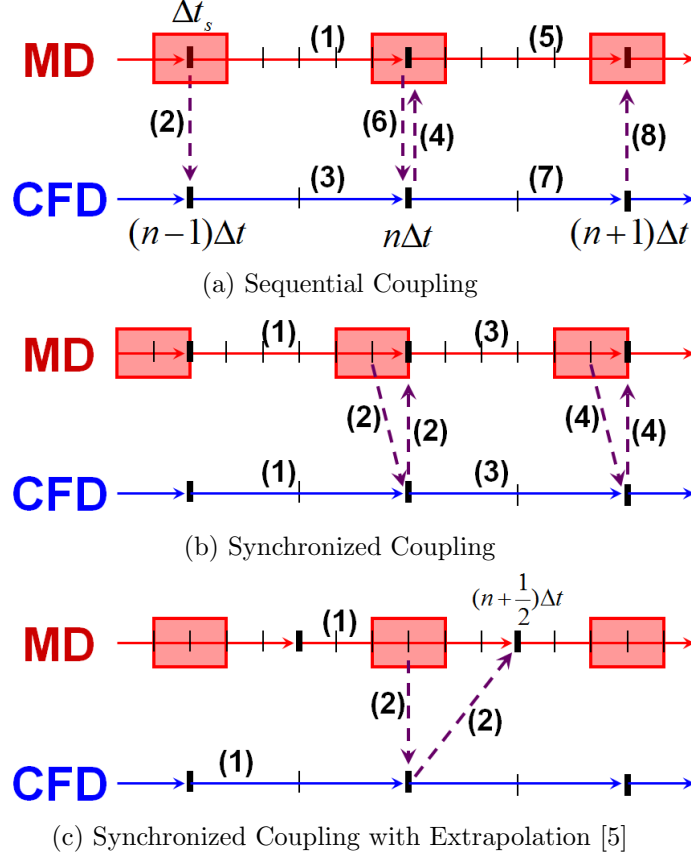 Δt_s
MD (1) (5)
(2) (6) (4) (8)
CFD (3) (7)
(n−1)Δt nΔt (n+1)Δt
(a) Sequential Coupling
MD (1) (3)
(2) (2) (4) (4)
CFD (1) (3)
(b) Synchronized Coupling
(n+1/2)Δt
MD (1)
(2) (2)
CFD (1)
(c) Synchronized Coupling with Extrapolation [5]